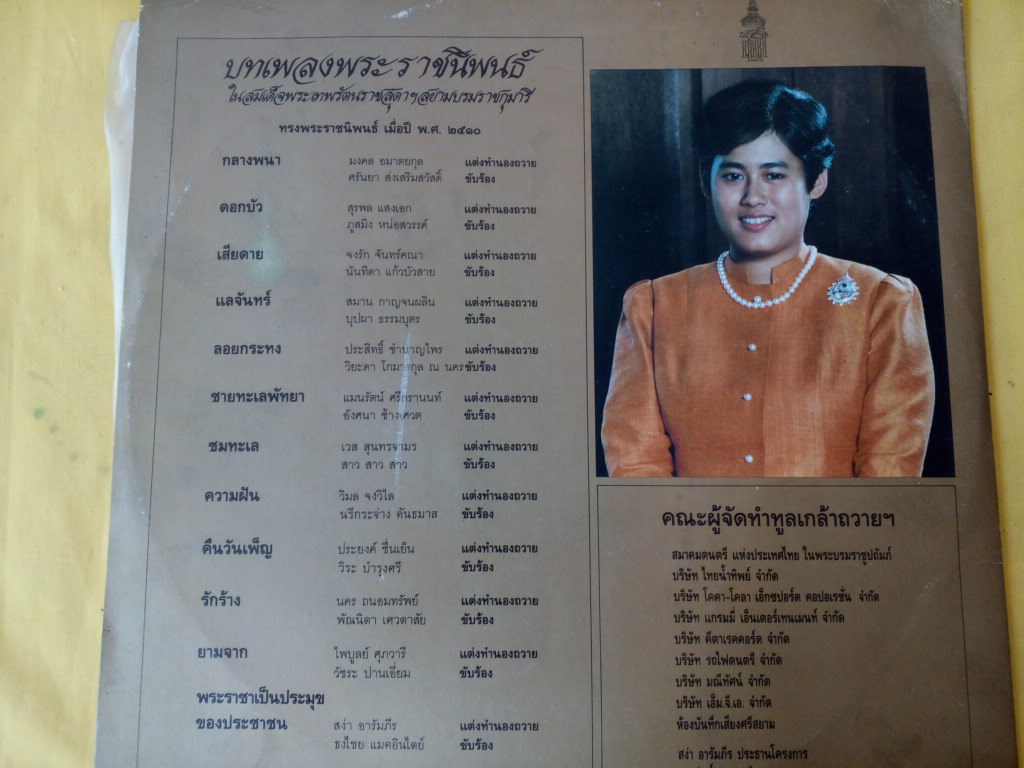 บทเพลงพระราชนิพนธ์
ในสมเด็จพระเทพรัตนราชสุดาฯสยามบรมราชกุมารี
ทรงพระราชนิพนธ์ เมื่อปี พ.ศ. ๒๕๑๐
กลางพนา มงคล อมาตยกุล แต่งทำนองถวาย
ศรันยา ส่งเสริมสวัสดิ์ ขับร้อง
ดอกบัว สุรพล แสงเอก แต่งทำนองถวาย
ภูสมิง หน่อสวรรค์ ขับร้อง
เสียดาย จงรัก จันทร์คณา แต่งทำนองถวาย
นันทิดา แก้วบัวสาย ขับร้อง
แลจันทร์ สมาน กาญจนผลิน แต่งทำนองถวาย
บุปผา ธรรมบุตร ขับร้อง
ลอยกระทง ประสิทธิ์ ชำนาญไพร แต่งทำนองถวาย
วิยะดา โกมารกุล ณ นคร ขับร้อง
ชายทะเลพัทยา แมนรัตน์ ศรีกรานนท์ แต่งทำนองถวาย
อังศนา ช้างเศวต ขับร้อง
ชมทะเล เวส สุนทรจามร แต่งทำนองถวาย
สาว สาว สาว ขับร้อง
ความฝัน วิมล จงวิไล แต่งทำนองถวาย
นรีกระจ่าง คันธมาส ขับร้อง
คืนวันเพ็ญ ประยงค์ ชื่นเย็น แต่งทำนองถวาย
วิระ บำรุงศรี ขับร้อง
รักร้าง นคร ถนอมทรัพย์ แต่งทำนองถวาย
พัณนิดา เศวตาสัย ขับร้อง
ยามจาก ไพบูลย์ ศุภวารี แต่งทำนองถวาย
วัชระ ปานเอี่ยม ขับร้อง
พระราชาเป็นประมุข
ของประชาชน สง่า อารัมภีร แต่งทำนองถวาย
ธงไชย แมคอินไตย์ ขับร้อง
คณะผู้จัดทำทูลเกล้าถวายฯ
สมาคมดนตรี แห่งประเทศไทย ในพระบรมราชูปถัมภ์
บริษัท ไทยน้ำทิพย์ จำกัด
บริษัท โคคา-โคลา เอ็กซปอร์ต คอปอเรชั่น จำกัด
บริษัท แกรมมี่ เอ็นเตอร์เทนเมนท์ จำกัด
บริษัท คีตาเรคคอร์ด จำกัด
บริษัท รถไฟดนตรี จำกัด
บริษัท มณีทัศน์ จำกัด
บริษัท เอ็ม.จี.เอ. จำกัด
ห้องบันทึกเสียงศรีสยาม
สง่า อารัมภีร ประธานโครงการ